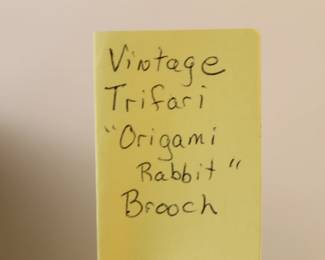 Vintage
Trifari
"Origami
Rabbit"
Brooch